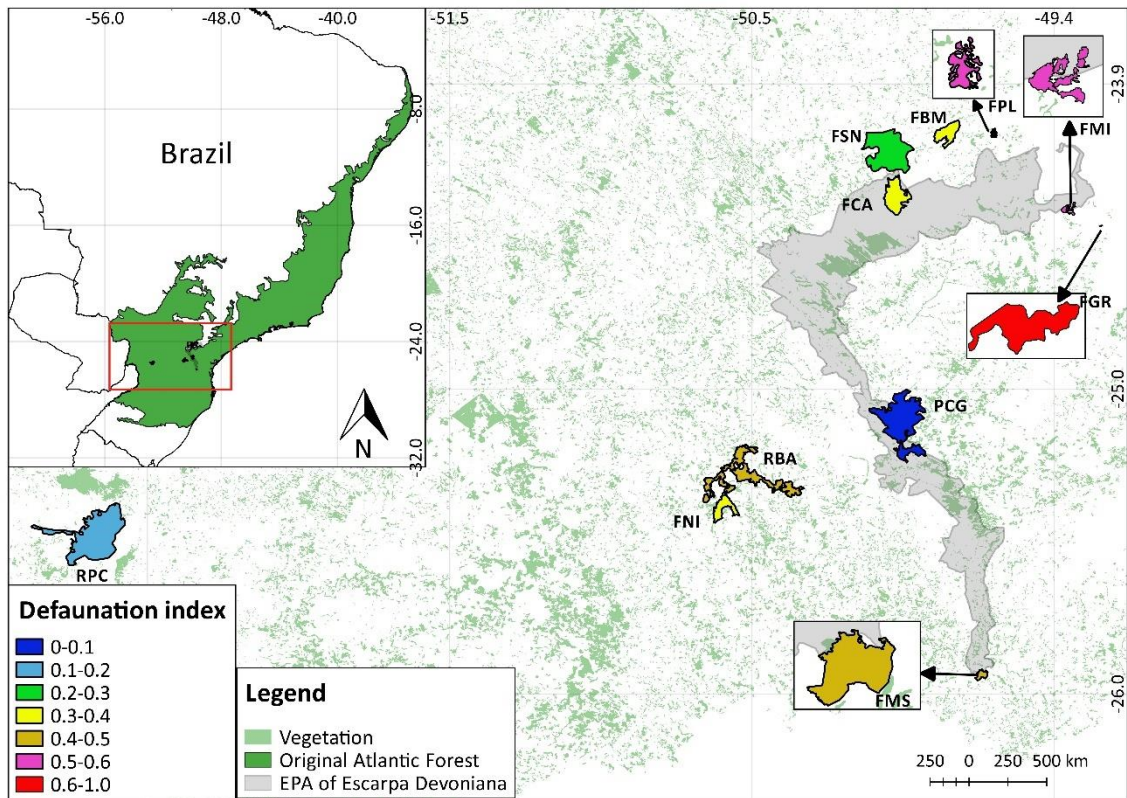 -56.0 -48.0 -40.0
-51.5
-50.5
-49.4
-8.0
Brazil
-16.0
-24.0
-32.0
N
-23.9
FPL
FMI
FBM
FSN
FCA
FGR
-25.0
PCG
RBA
FNI
RPC
FMS
-26.0
Defaunation index
0-0.1
0.1-0.2
0.2-0.3
0.3-0.4
0.4-0.5
0.5-0.6
0.6-1.0
Legend
Vegetation
Original Atlantic Forest
EPA of Escarpa Devoniana
250 0 250 500 km